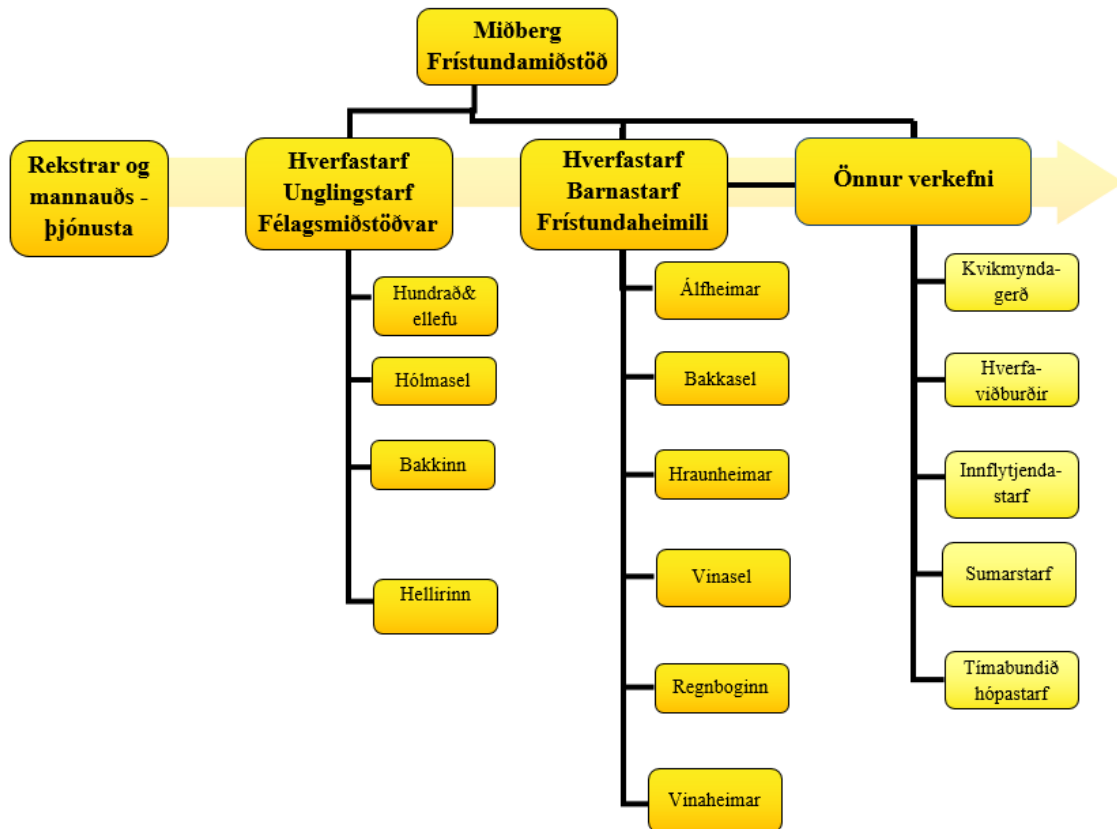 Miðberg
Frístundamiðstöð
Rekstrar og
mannauðs -
þjónusta
Hverfastarf
Unglingstarf
Félagsmiðstöðvar
Hverfastarf
Barnastarf
Frístundaheimili
Önnur verkefni
Hundrað&
ellefu
Hólmasel
Bakkinn
Hellirinn
Álfheimar
Bakkasel
Hraunheimar
Vinasel
Regnboginn
Vinaheimar
Kvikmynda-
gerð
Hverfa-
viðburðir
Innflytjenda-
starf
Sumarstarf
Tímabundið
hópastarf